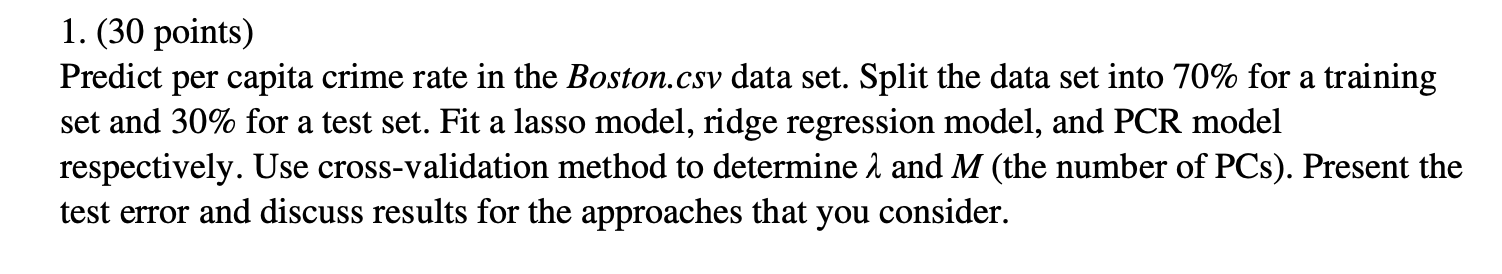 1. (30 points)
Predict per capita crime rate in the Boston.csv data set. Split the data set into 70% for a training
set and 30% for a test set. Fit a lasso model, ridge regression model, and PCR model
respectively. Use cross-validation method to determine λ and M (the number of PCs). Present the
test error and discuss results for the approaches that you consider.